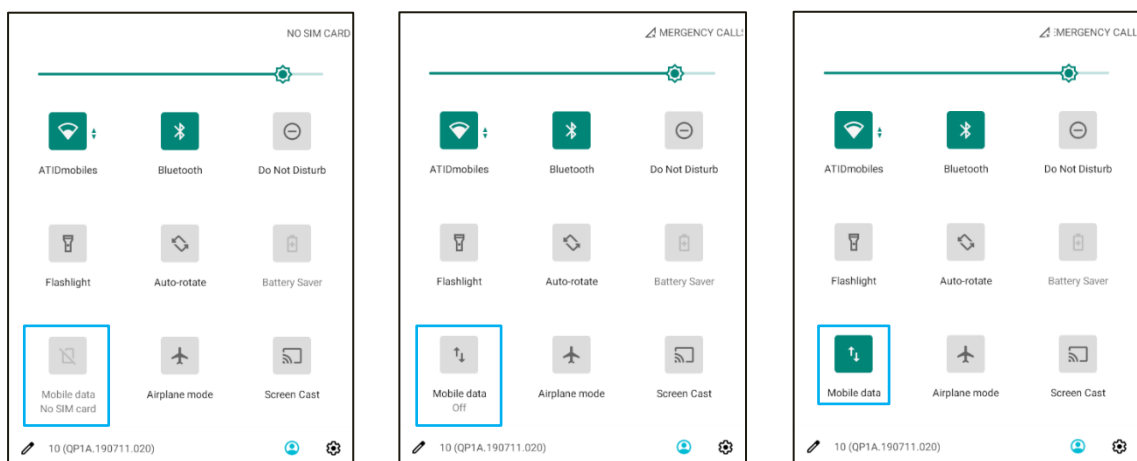 NO SIM CARD
ATIDmobiles Bluetooth Do Not Disturb
Flashlight Auto-rotate Battery Saver
Mobile data Airplane mode Screen Cast
No SIM card
10 (QP1A.190711.020)
MERGENCY CALLS
ATIDmobiles Bluetooth Do Not Disturb
Flashlight Auto-rotate Battery Saver
Mobile data Airplane mode Screen Cast
Off
10 (QP1A.190711.020)
MERGENCY CALL
ATIDmobiles Bluetooth Do Not Disturb
Flashlight Auto-rotate Battery Saver
Mobile data Airplane mode Screen Cast
10 (QP1A.190711.020)